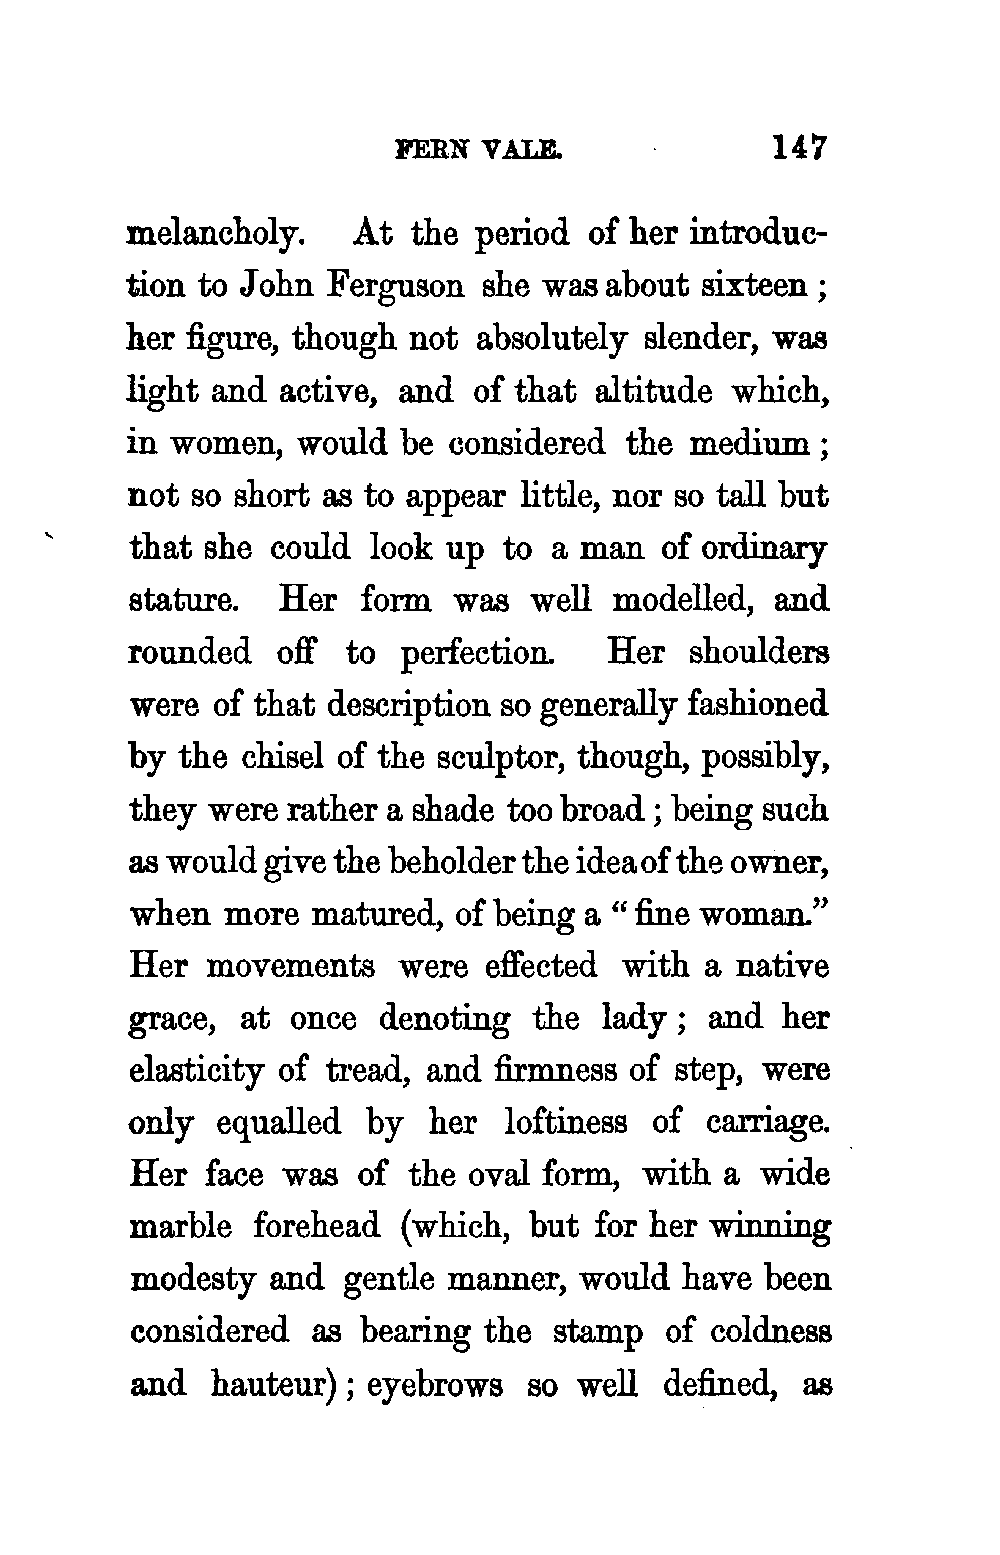 FERN VALE. 147
melancholy. At the period of her introduc-
tion to John Ferguson she was about sixteen ;
her figure, though not absolutely slender, was
light and active, and of that altitude which,
in women, would be considered the medium ;
not so short as to appear little, nor so tall but
that she could look up to a man of ordinary
stature. Her form was well modelled, and
rounded off to perfection. Her shoulders
were of that description so generally fashioned
by the chisel of the sculptor, though, possibly,
they were rather a shade too broad ; being such
as would give the beholder the idea of the owner,
when more matured, of being a “ fine woman.”
Her movements were effected with a native
grace, at once denoting the lady ; and her
elasticity of tread, and firmness of step, were
only equalled by her loftiness of carriage.
Her face was of the oval form, with a wide
marble forehead (which, but for her winning
modesty and gentle manner, would have been
considered as bearing the stamp of coldness
and hauteur) ; eyebrows so well defined, as